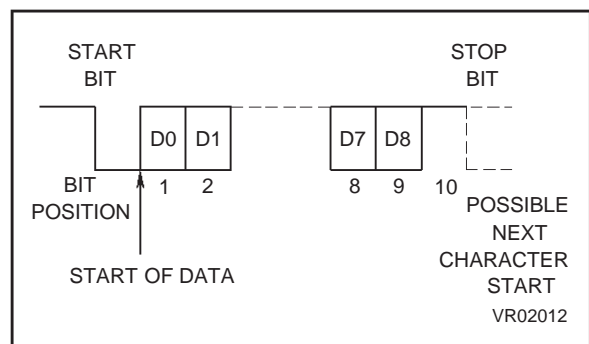 START BIT
STOP BIT
D0 D1 D7 D8
BIT POSITION
1 2 8 9 10
POSSIBLE NEXT CHARACTER START
START OF DATA
VR02012